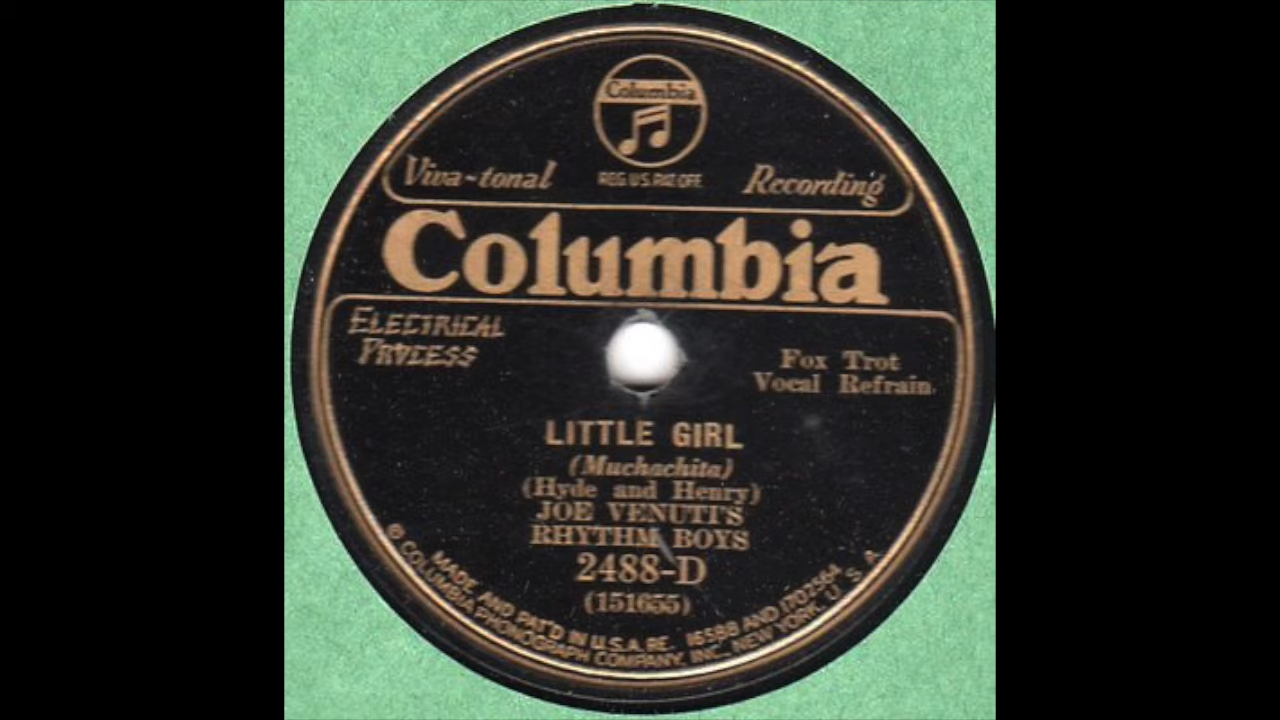 Columbia
REG. U.S. PAT. OFF.
Viva-tonal Recording
Columbia
ELECTRICAL
PROCESS
Fox Trot
Vocal Refrain
LITTLE GIRL
(Muchachita)
(Hyde and Henry)
JOE VENUTI'S
RHYTHM BOYS
2488-D
(151655)
MADE AND PAT'D IN U.S.A. RE. 16588 AND 1702564
© COLUMBIA PHONOGRAPH COMPANY, INC., NEW YORK, U S A